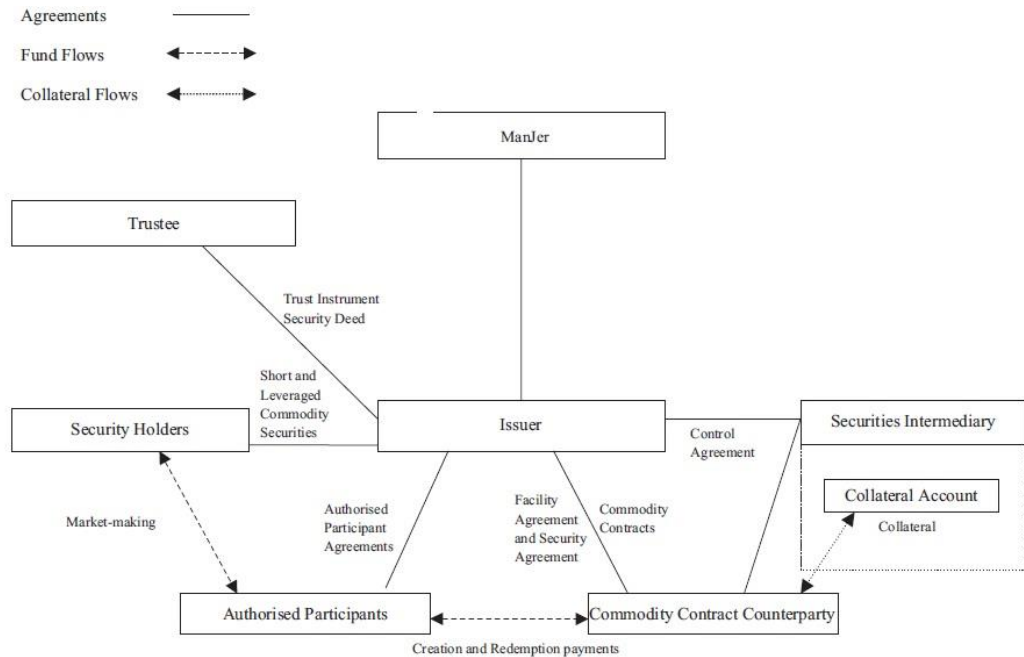 Agreements
Fund Flows
Collateral Flows
ManJer
Trustee
Trust Instrument
Security Deed
Short and
Leveraged
Commodity
Securities
Security Holders
Issuer
Control
Agreement
Securities Intermediary
Collateral Account
Collateral
Market-making
Authorised
Participant
Agreements
Facility
Agreement
and Security
Agreement
Commodity
Contracts
Authorised Participants
Commodity Contract Counterparty
Creation and Redemption payments